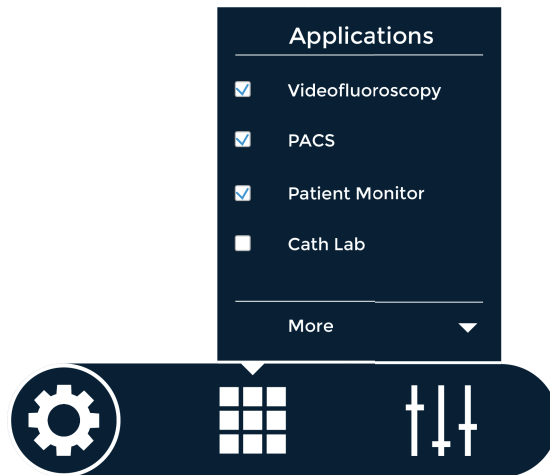 Applications
Videofluoroscopy
PACS
Patient Monitor
Cath Lab
More